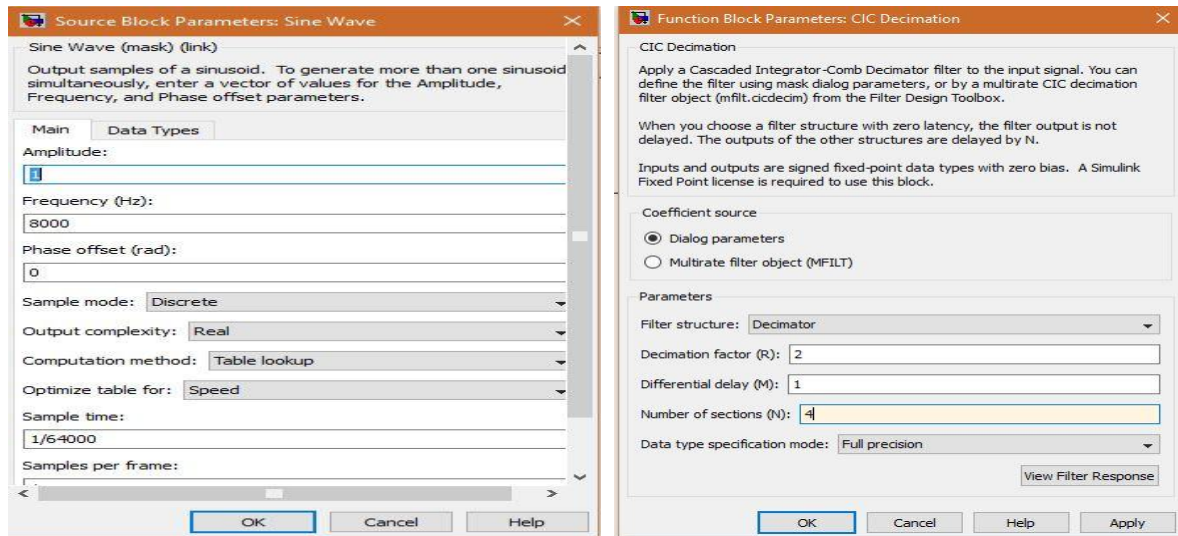 Source Block Parameters: Sine Wave
Sine Wave (mask) (link)
Output samples of a sinusoid. To generate more than one sinusoid
simultaneously, enter a vector of values for the Amplitude,
Frequency, and Phase offset parameters.
Main Data Types
Amplitude:
1
Frequency (Hz):
8000
Phase offset (rad):
0
Sample mode: Discrete
Output complexity: Real
Computation method: Table lookup
Optimize table for: Speed
Sample time:
1/64000
Samples per frame:
OK Cancel Help
Function Block Parameters: CIC Decimation
CIC Decimation
Apply a Cascaded Integrator-Comb Decimator filter to the input signal. You can
define the filter using mask dialog parameters, or by a multirate CIC decimation
filter object (mfilt.cicdecim) from the Filter Design Toolbox.
When you choose a filter structure with zero latency, the filter output is not
delayed. The outputs of the other structures are delayed by N.
Inputs and outputs are signed fixed-point data types with zero bias. A Simulink
Fixed Point license is required to use this block.
Coefficient source
Dialog parameters
Multirate filter object (MFILT)
Parameters
Filter structure: Decimator
Decimation factor (R): 2
Differential delay (M): 1
Number of sections (N): 4
Data type specification mode: Full precision
View Filter Response
OK Cancel Help Apply